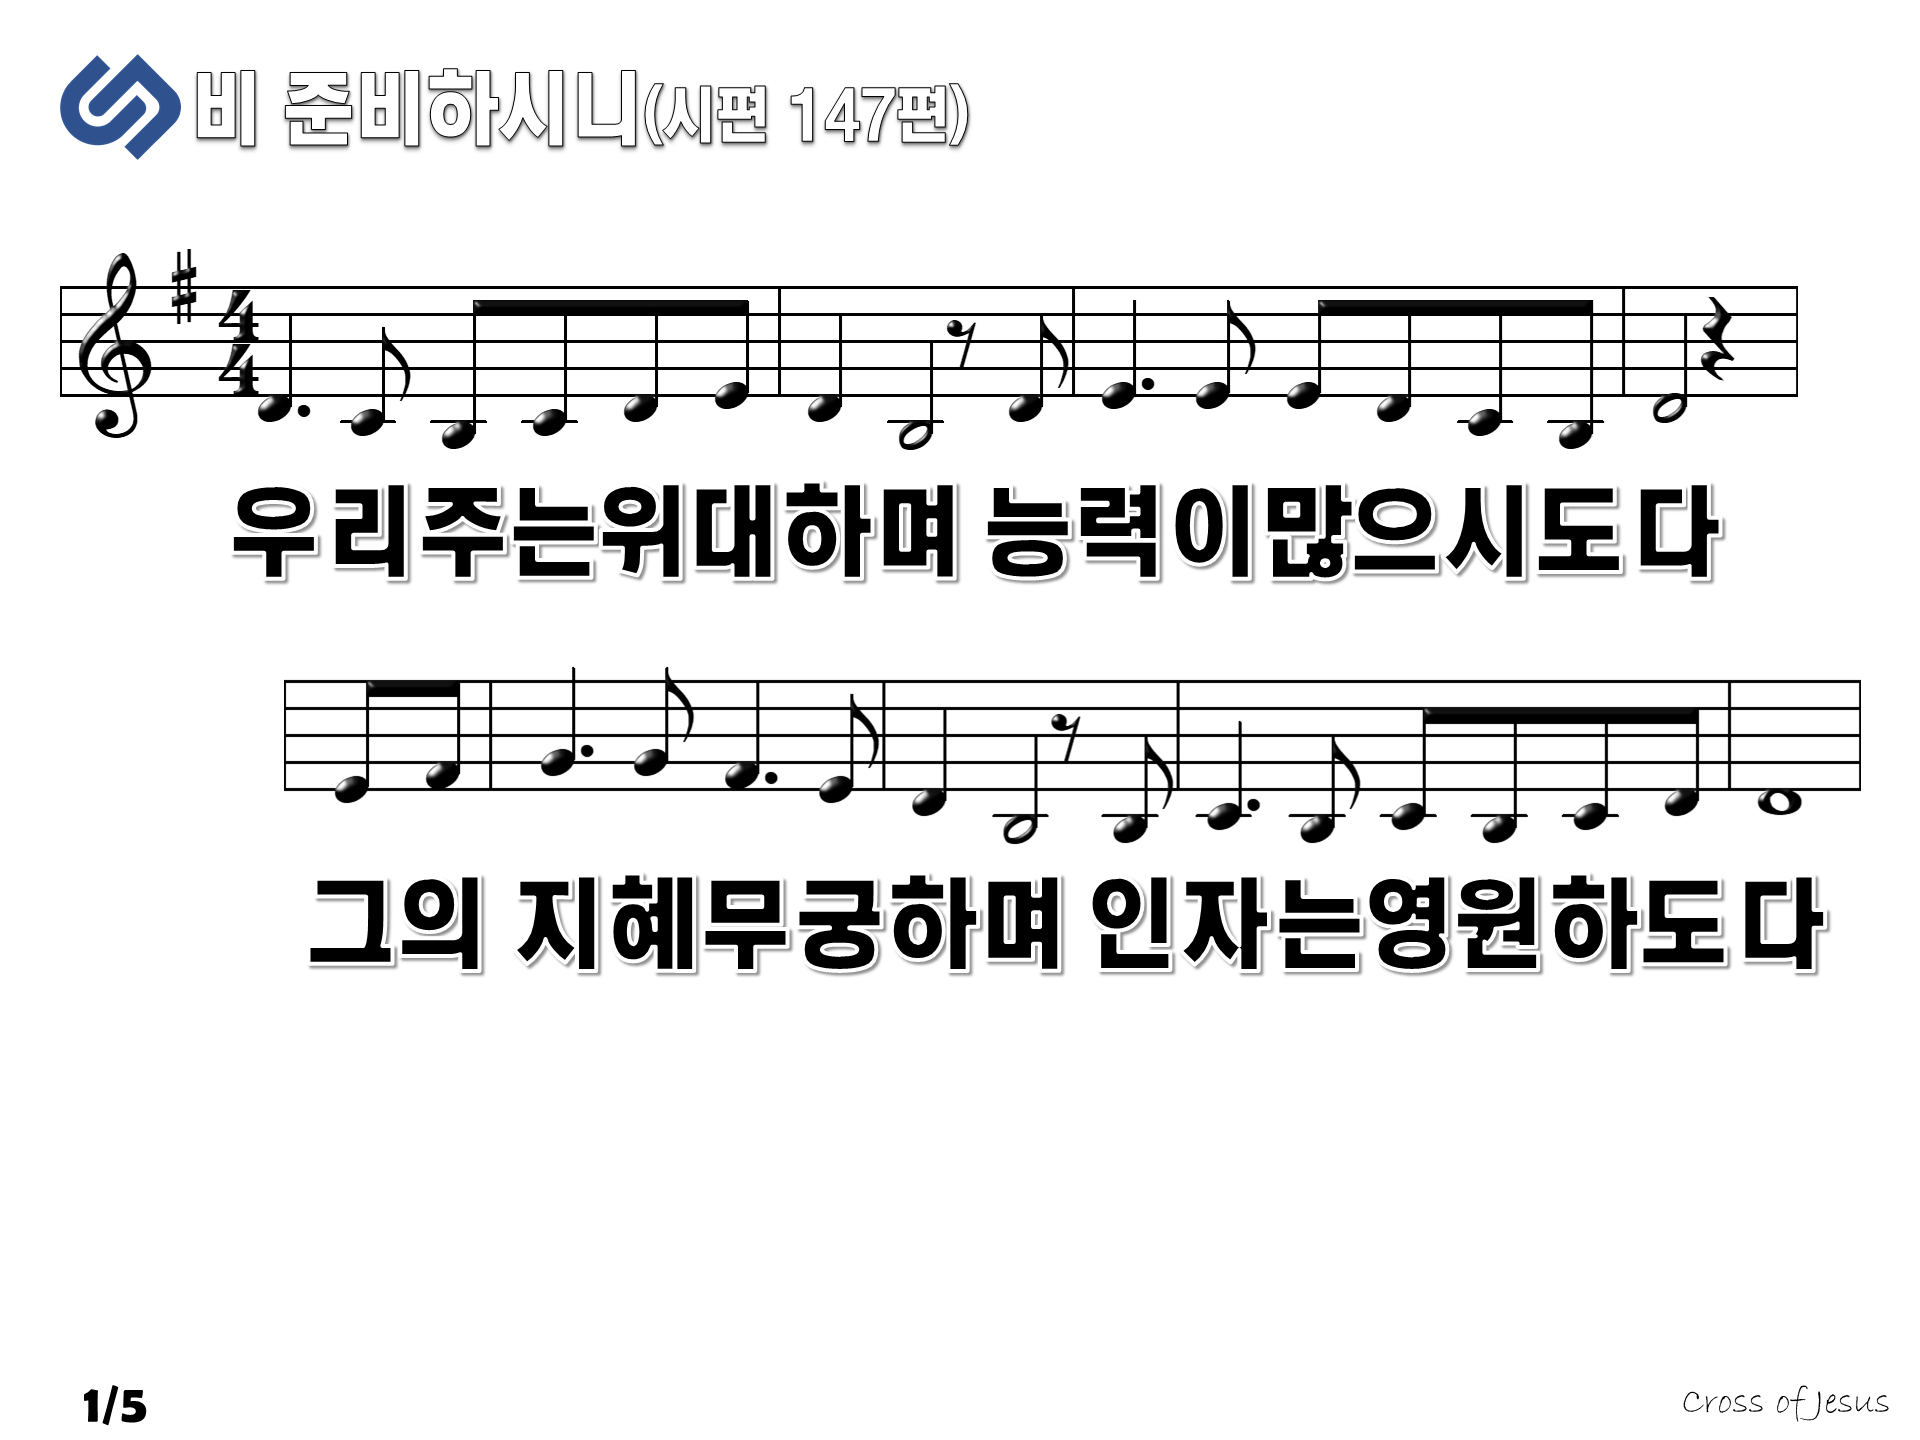 비 준비하시니(시편 147편)
우리주는위대하며 능력이많으시도다
그의 지혜무궁하며 인자는영원하도다
1/5
Cross of Jesus